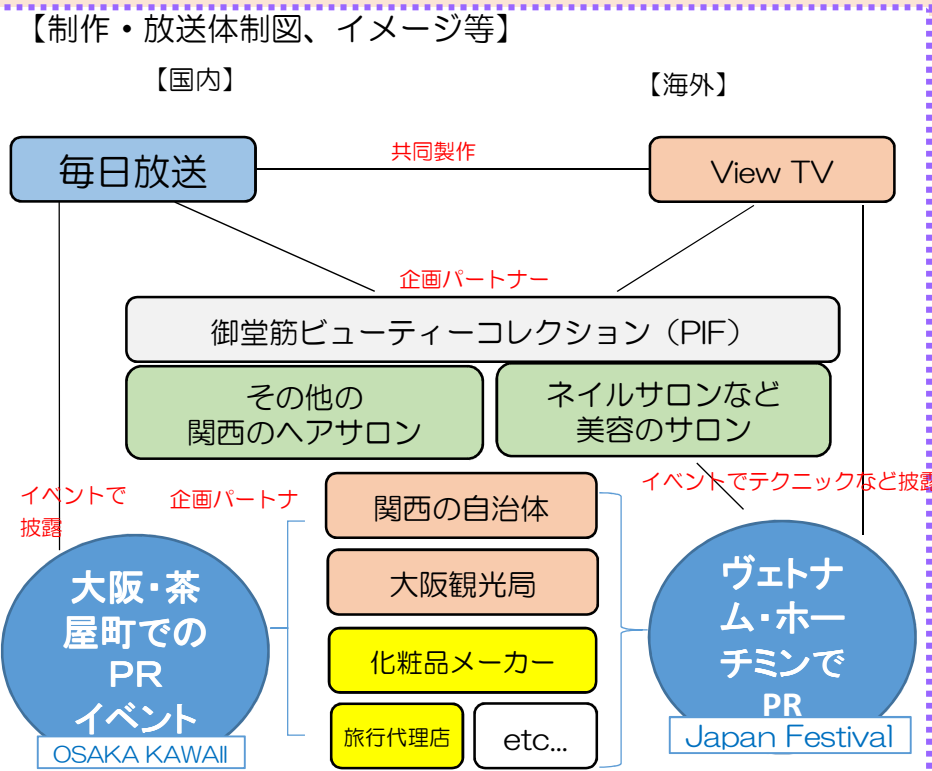 【制作・放送体制図、イメージ等】
【国内】
【海外】
毎日放送
共同製作
View TV
企画パートナー
御堂筋ビューティーコレクション（PIF）
その他の
関西のヘアサロン
ネイルサロンなど
美容のサロン
イベントで
披露
企画パートナ
関西の自治体
イベントでテクニックなど披露
大阪観光局
化粧品メーカー
旅行代理店
etc…
大阪・茶
屋町での
PR
イベント
OSAKA KAWAII
ヴェトナ
ム・ホー
チミンで
PR
Japan Festival